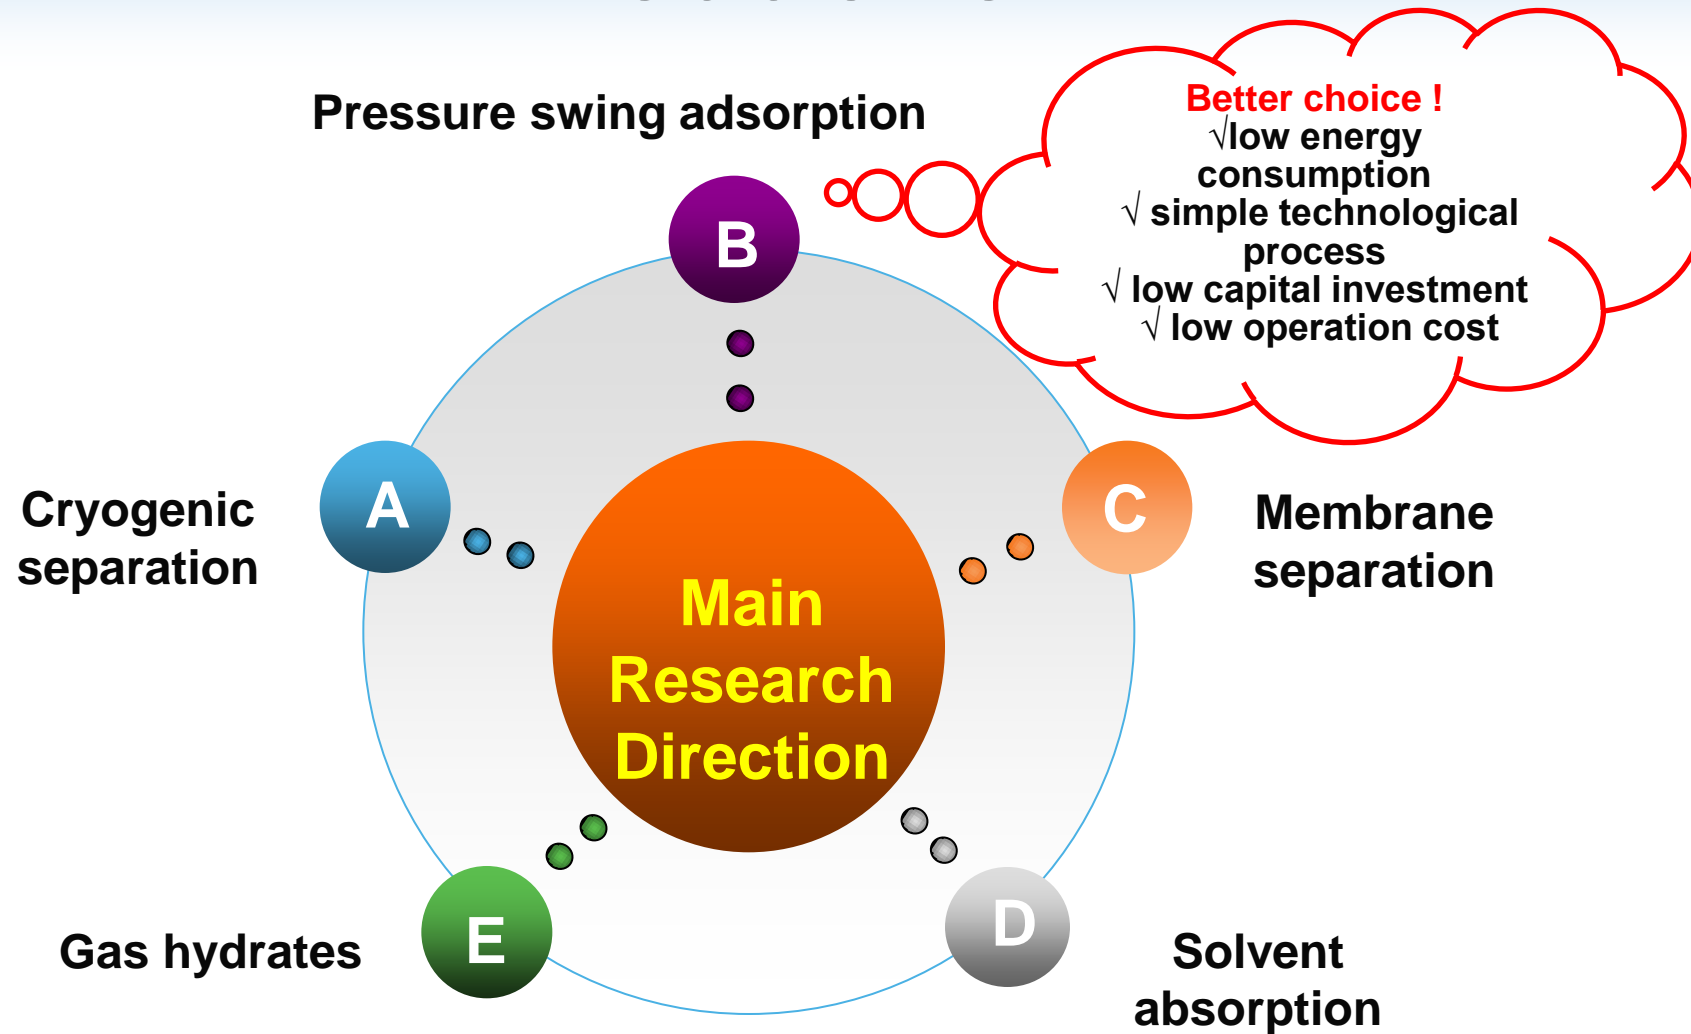 Pressure swing adsorption
Better choice !
√low energy
consumption
√ simple technological
process
√ low capital investment
√ low operation cost
B
A
C
Cryogenic
separation
Membrane
separation
Main
Research
Direction
E
D
Gas hydrates
Solvent
absorption